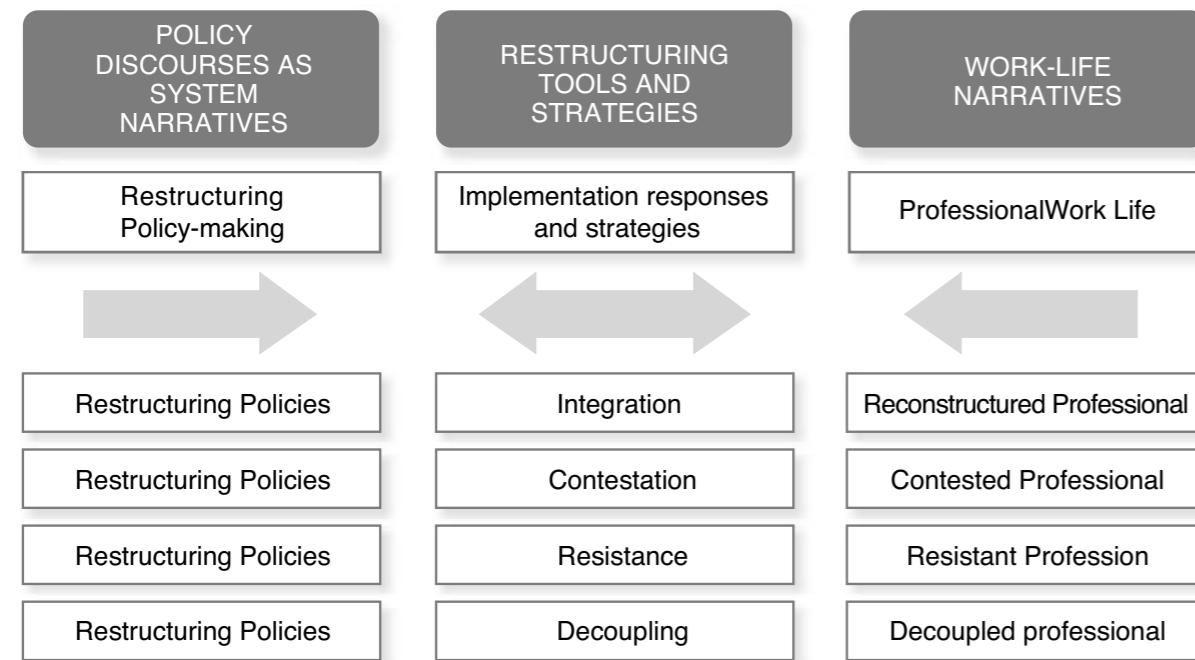 POLICY
DISCOURSES AS
SYSTEM
NARRATIVES
RESTRUCTURING
TOOLS AND
STRATEGIES
WORK-LIFE
NARRATIVES
Restructuring
Policy-making
Implementation responses
and strategies
ProfessionalWork Life
Restructuring Policies
Integration
Reconstructured Professional
Restructuring Policies
Contestation
Contested Professional
Restructuring Policies
Resistance
Resistant Profession
Restructuring Policies
Decoupling
Decoupled professional